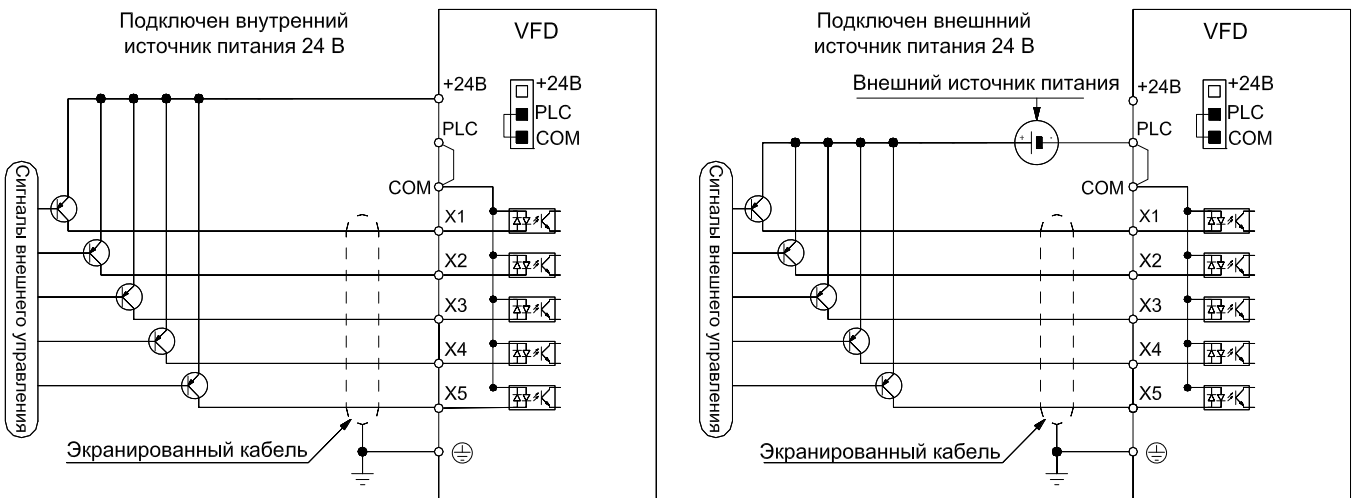 Подключен внутренний
источник питания 24 В
VFD
+24В
+24В
PLC
COM
PLC
COM
X1
X2
X3
X4
X5
Сигналы внешнего управления
Экранированный кабель
Подключен внешнний
источник питания 24 В
VFD
Внешний источник питания
+24В
+24В
PLC
COM
+ -
PLC
COM
X1
X2
X3
X4
X5
Сигналы внешнего управления
Экранированный кабель